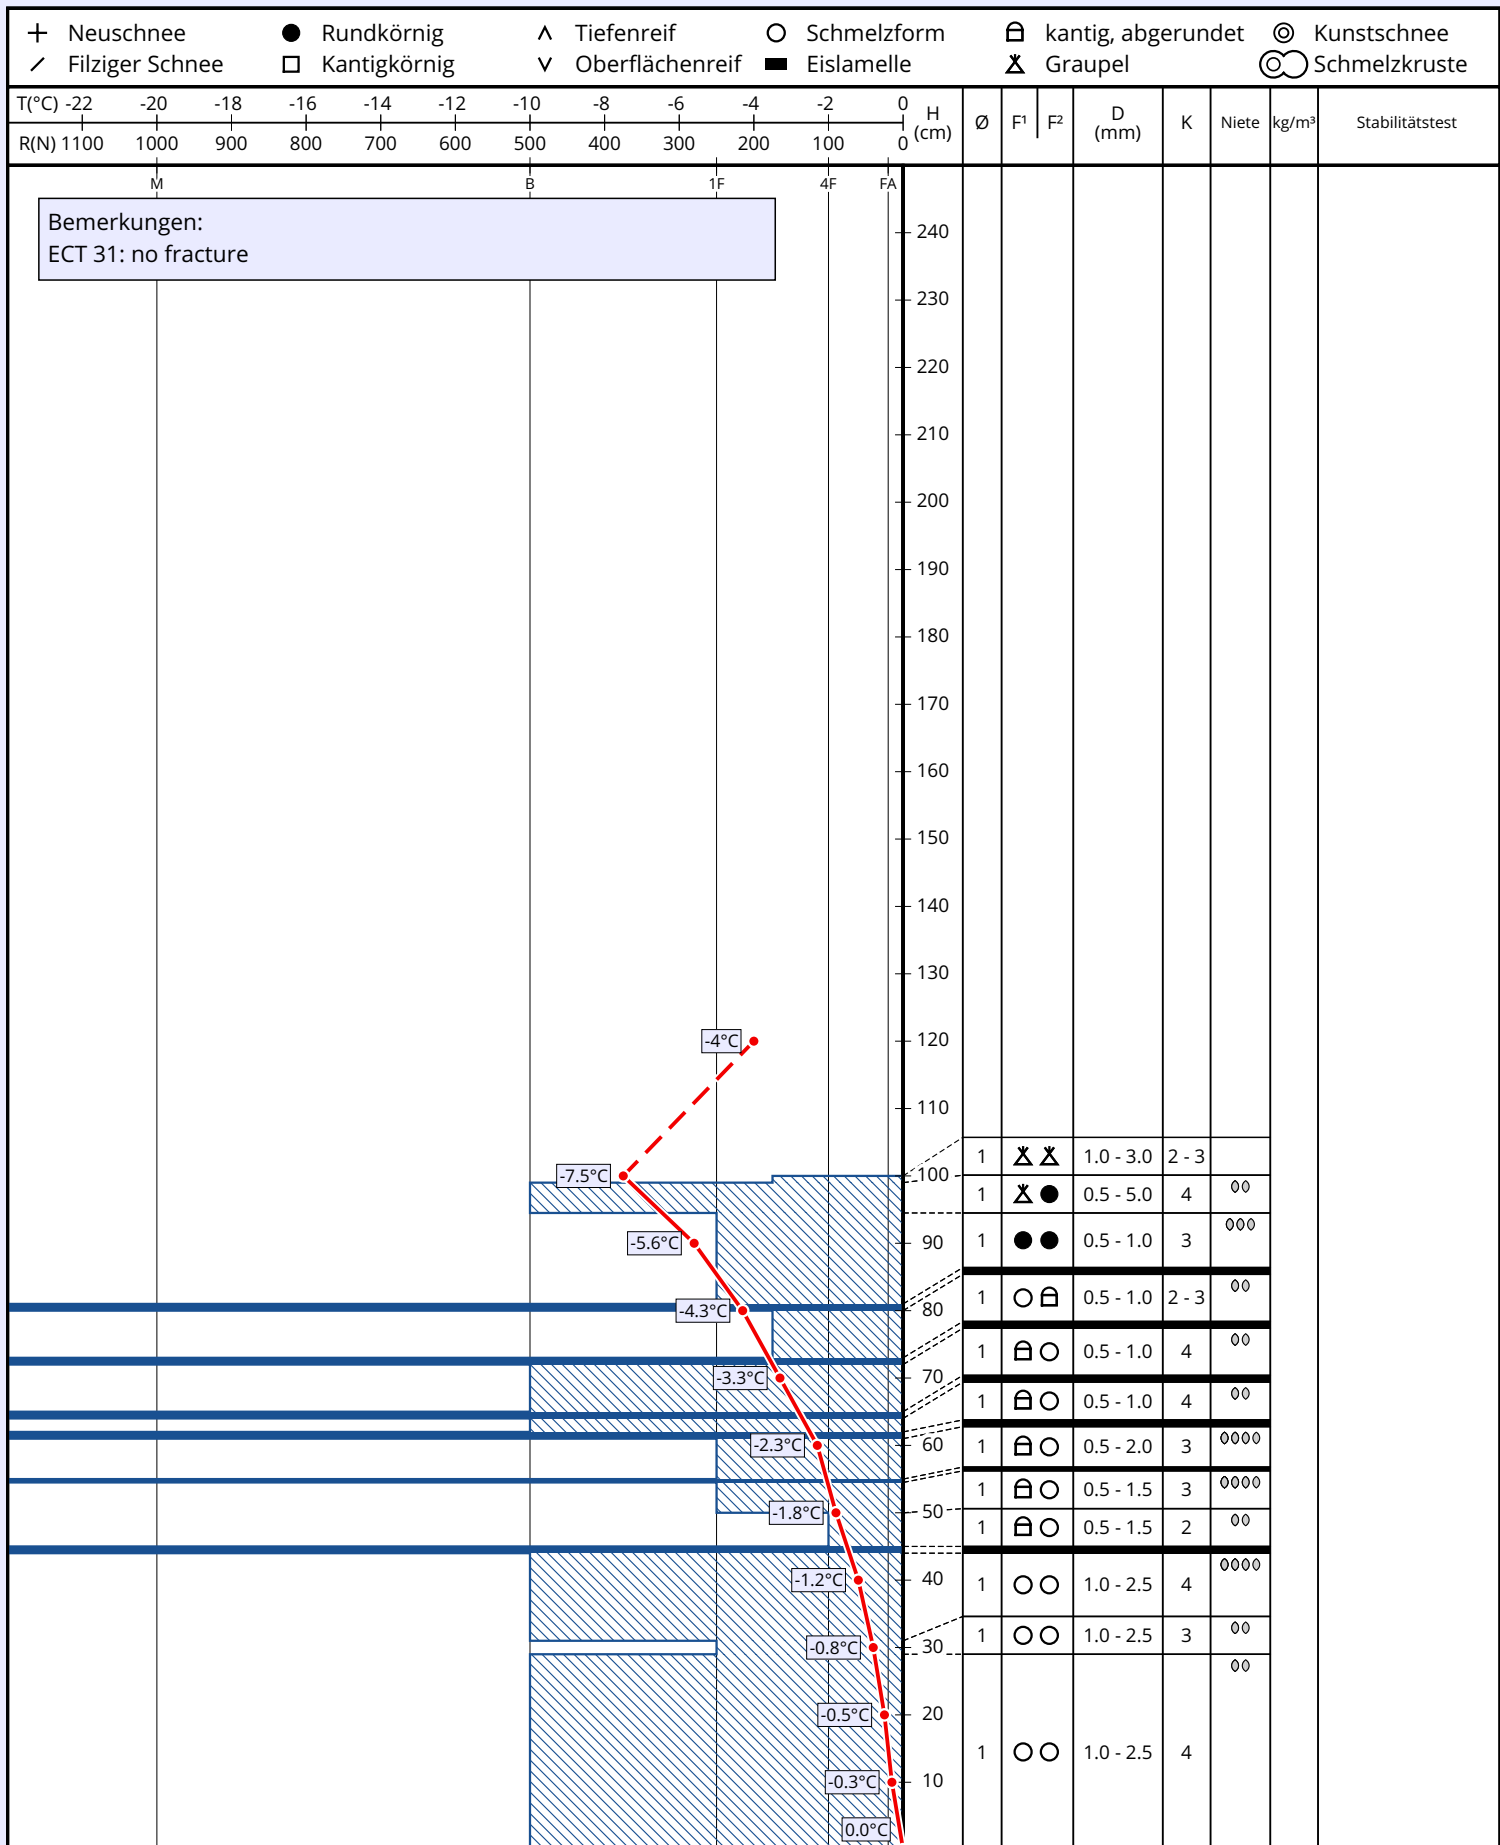 Neuschnee Rundkörnig Tiefenreif Schmelzform kantig, abgerundet Kunstschnee
Filziger Schnee Kantigkörnig Oberflächenreif Eislamelle Graupel Schmelzkruste
T(°C) -22 -20 -18 -16 -14 -12 -10 -8 -6 -4 -2 0
R(N) 1100 1000 900 800 700 600 500 400 300 200 100 0
H (cm) Ø F¹ F² D (mm) K Niete kg/m³ Stabilitätstest
M B 1F 4F FA
Bemerkungen:
ECT 31: no fracture
240
230
220
210
200
190
180
170
160
150
140
130
-4°C 120
110
1 1.0 - 3.0 2 - 3
-7.5°C 100
1 0.5 - 5.0 4
-5.6°C 90 1 0.5 - 1.0 3
1 0.5 - 1.0 2 - 3
-4.3°C 80
1 0.5 - 1.0 4
-3.3°C 70
1 0.5 - 1.0 4
-2.3°C 60 1 0.5 - 2.0 3
1 0.5 - 1.5 3
-1.8°C 50
1 0.5 - 1.5 2
-1.2°C 40 1 1.0 - 2.5 4
1 1.0 - 2.5 3
-0.8°C 30
-0.5°C 20
1 1.0 - 2.5 4
-0.3°C 10
0.0°C